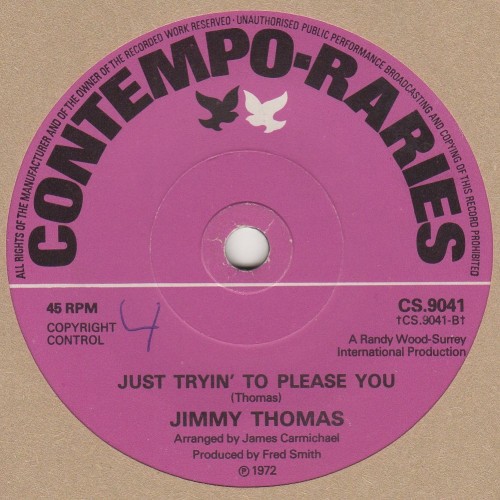 ALL RIGHTS OF THE MANUFACTURER AND OF THE OWNER OF THE RECORDED WORK RESERVED · UNAUTHORISED PUBLIC PERFORMANCE BROADCASTING AND COPYING OF THIS RECORD PROHIBITED
CONTEMPO-RARIES
45 RPM
COPYRIGHT
CONTROL
4
CS.9041
†CS.9041-B†
A Randy Wood-Surrey
International Production
JUST TRYIN' TO PLEASE YOU
(Thomas)
JIMMY THOMAS
Arranged by James Carmichael
Produced by Fred Smith
℗ 1972